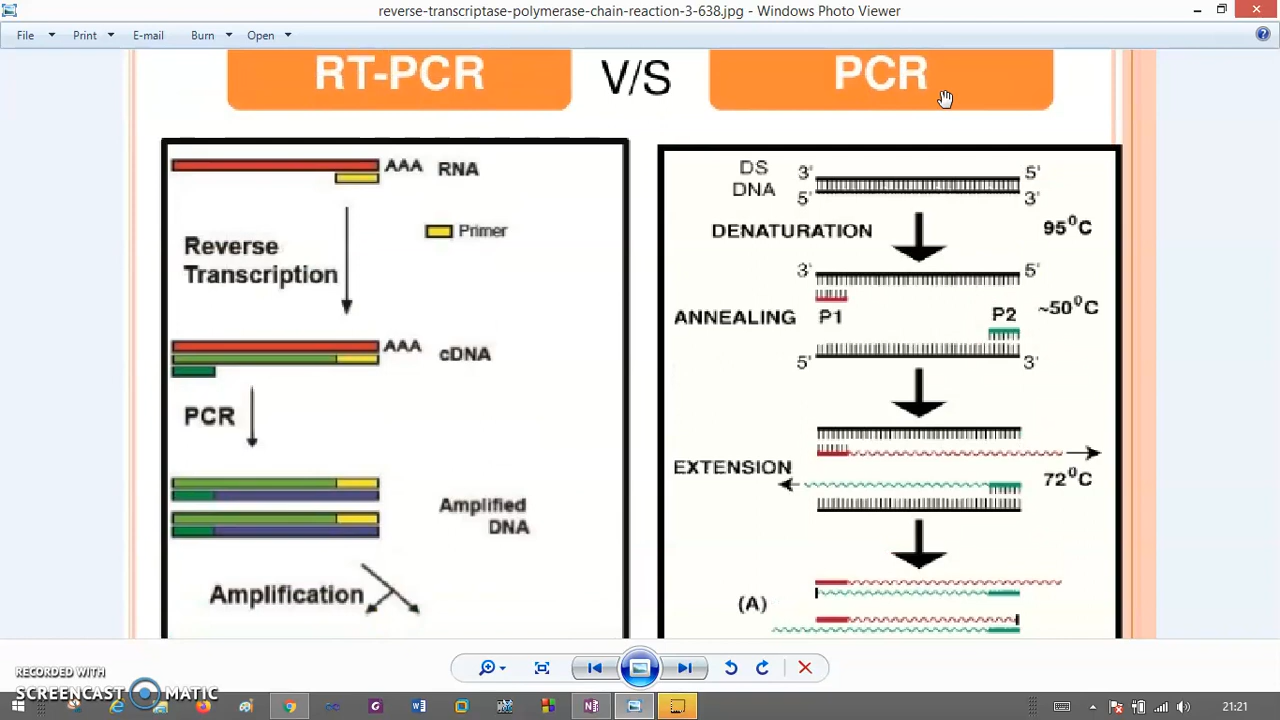 reverse-transcriptase-polymerase-chain-reaction-3-638.jpg - Windows Photo Viewer
File Print E-mail Burn Open
RT-PCR V/S PCR
AAA RNA
Primer
Reverse
Transcription
AAA cDNA
PCR
Amplified
DNA
Amplification
DS
DNA
3' 5'
5' 3'
DENATURATION 95⁰C
3' 5'
ANNEALING P1 P2 ~50⁰C
5' 3'
EXTENSION 72⁰C
(A)
RECORDED WITH
SCREENCAST MATIC
21:21